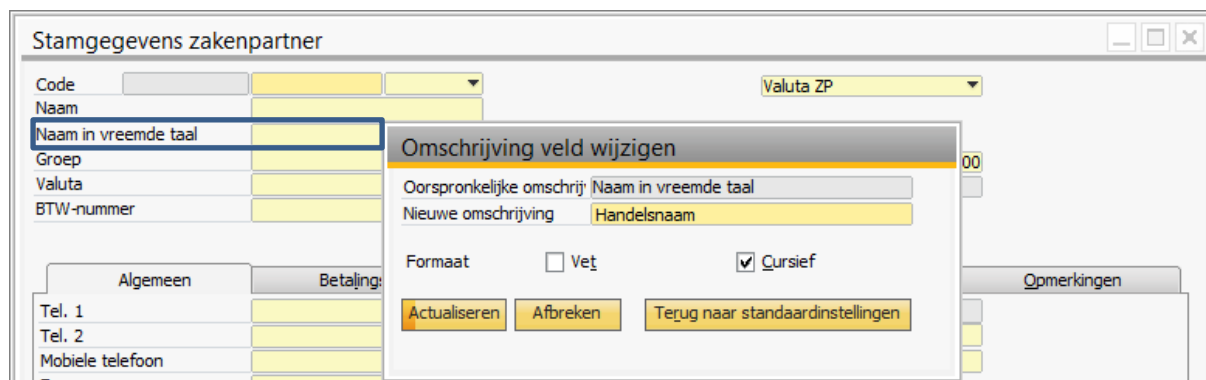 Stamgegevens zakenpartner
Code
Valuta ZP
Naam
Naam in vreemde taal
Groep
00
Valuta
BTW-nummer
Omschrijving veld wijzigen
Oorspronkelijke omschrij Naam in vreemde taal
Nieuwe omschrijving Handelsnaam
Formaat Vet Cursief
Actualiseren Afbreken Terug naar standaardinstellingen
Algemeen Betalings Opmerkingen
Tel. 1
Tel. 2
Mobiele telefoon